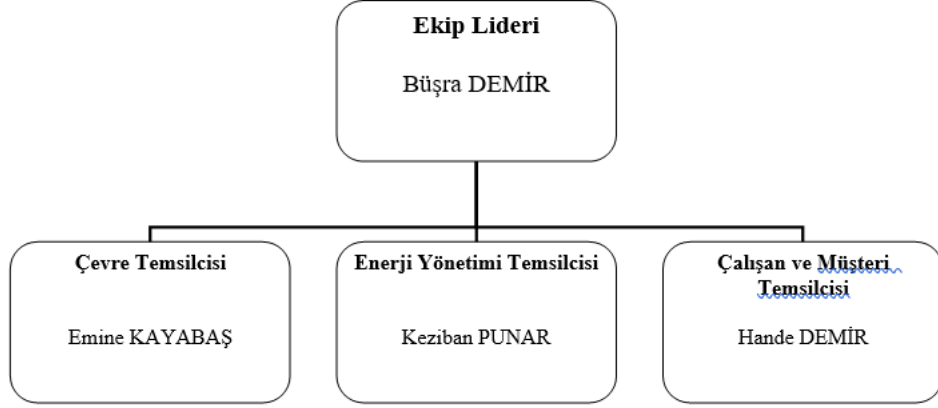 Ekip Lideri
Büşra DEMİR
Çevre Temsilcisi
Emine KAYABAŞ
Enerji Yönetimi Temsilcisi
Keziban PUNAR
Çalışan ve Müşteri
Temsilcisi
Hande DEMİR